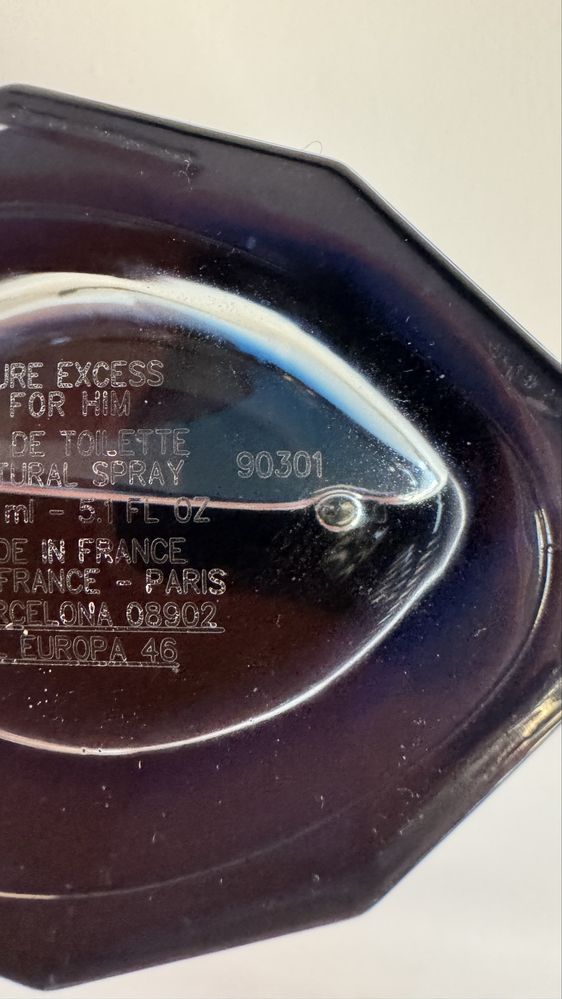 URE EXCESS
FOR HIM
DE TOILETTE
TURAL SPRAY 90301
ml - 5.1 FL OZ
DE IN FRANCE
FRANCE - PARIS
RCELONA 08902
L EUROPA 46